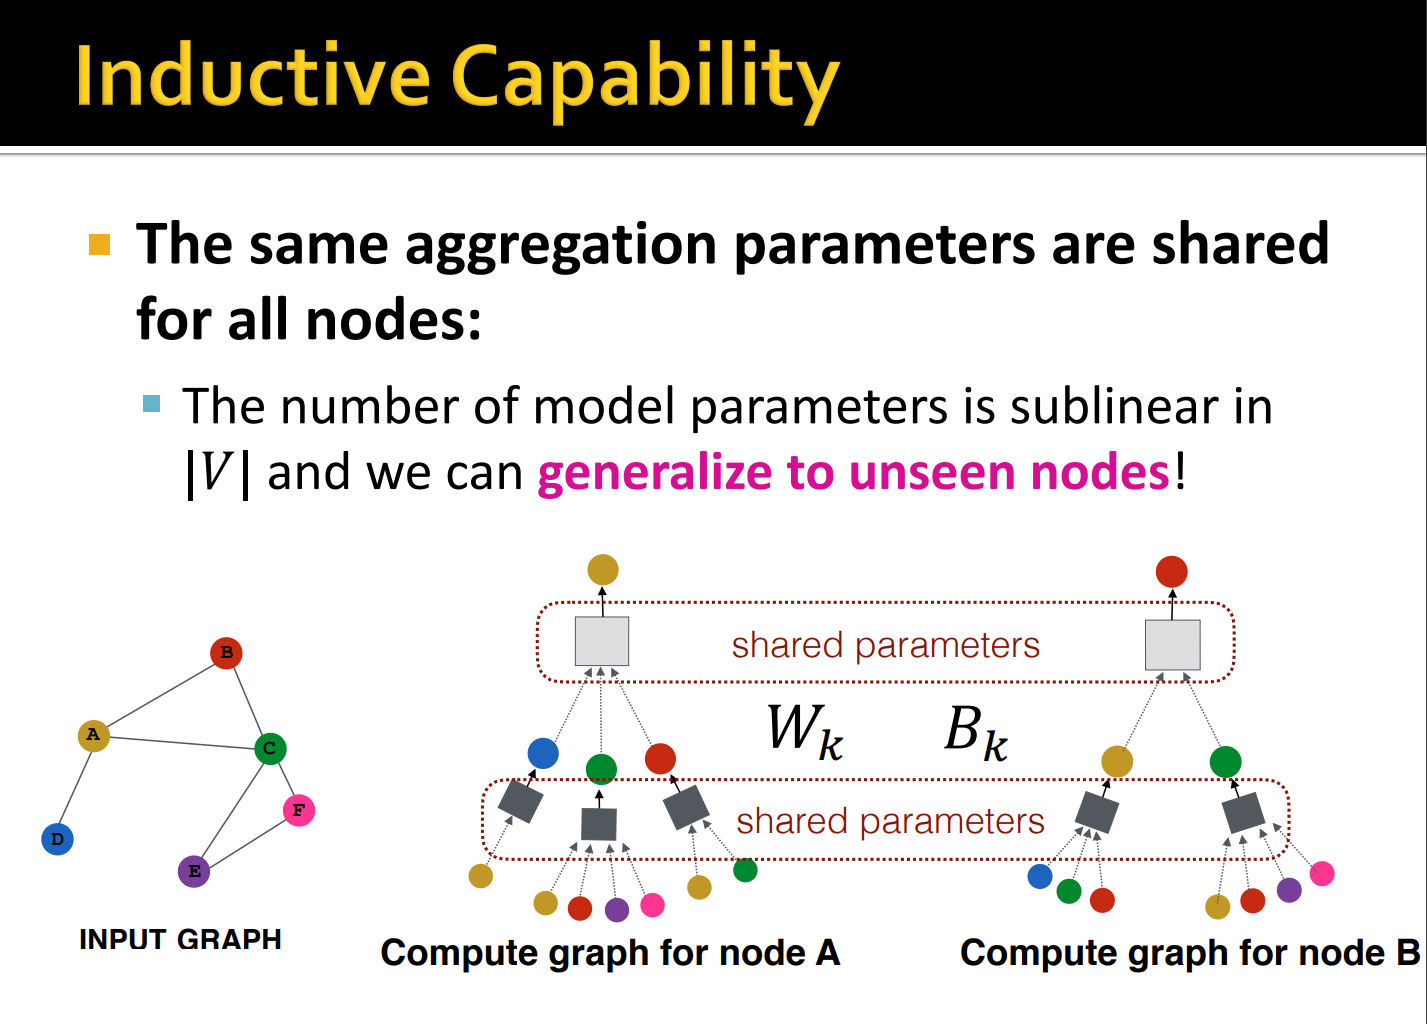 Inductive Capability
The same aggregation parameters are shared
for all nodes:
The number of model parameters is sublinear in
|V| and we can generalize to unseen nodes!
B
A
C
F
D
E
INPUT GRAPH
shared parameters
W_k B_k
shared parameters
Compute graph for node A
Compute graph for node B